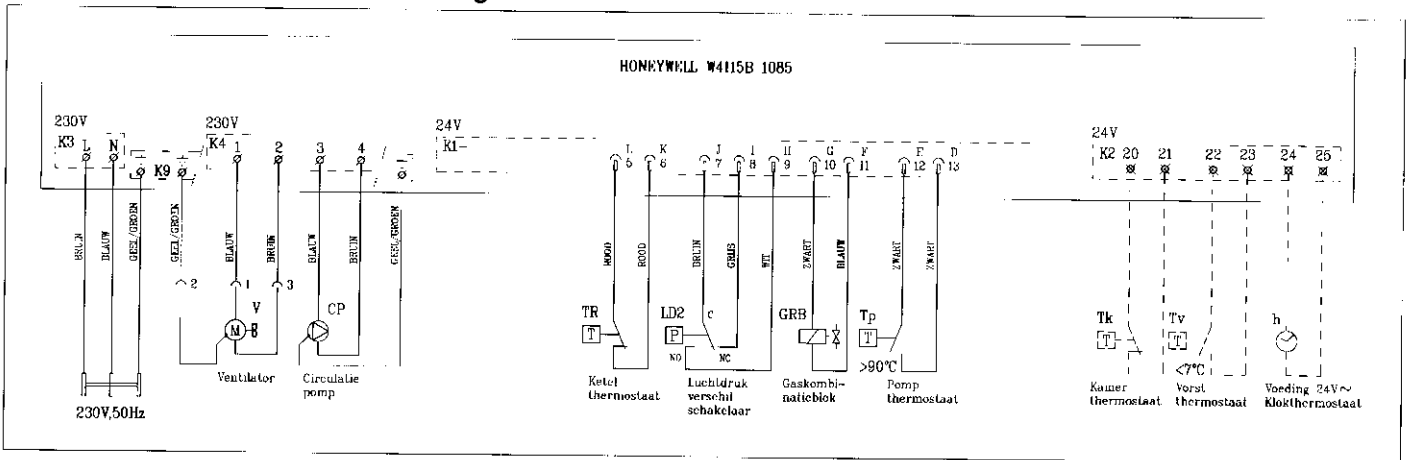 HONEYWELL W4115B 1085
230V
K3 L N
K9
230V
K4 1 2 3 4
24V
K1
L K J I H G F E D
5 6 7 8 9 10 11 12 13
24V
K2 20 21 22 23 24 25
BRUIN BLAUW GEEL/GROEN GEEL/GROEN BLAUW BRUIN BLAUW BRUIN GEEL/GROEN
ROOD ROOD BRUIN GRIJS WIT ZWART BLAUW ZWART ZWART
2 1 3
V
M
CP
TR
T
LD2
P
c
NO NC
GRB
Tp
T
>90°C
Tk
T
Tv
T
<7°C
h
230V,50Hz
Ventilator
Circulatie
pomp
Ketel
thermostaat
Luchtdruk
verschil
schakelaar
Gaskombi-
natieblok
Pomp
thermostaat
Kamer
thermostaat
Vorst
thermostaat
Voeding 24V~
Klokthermostaat